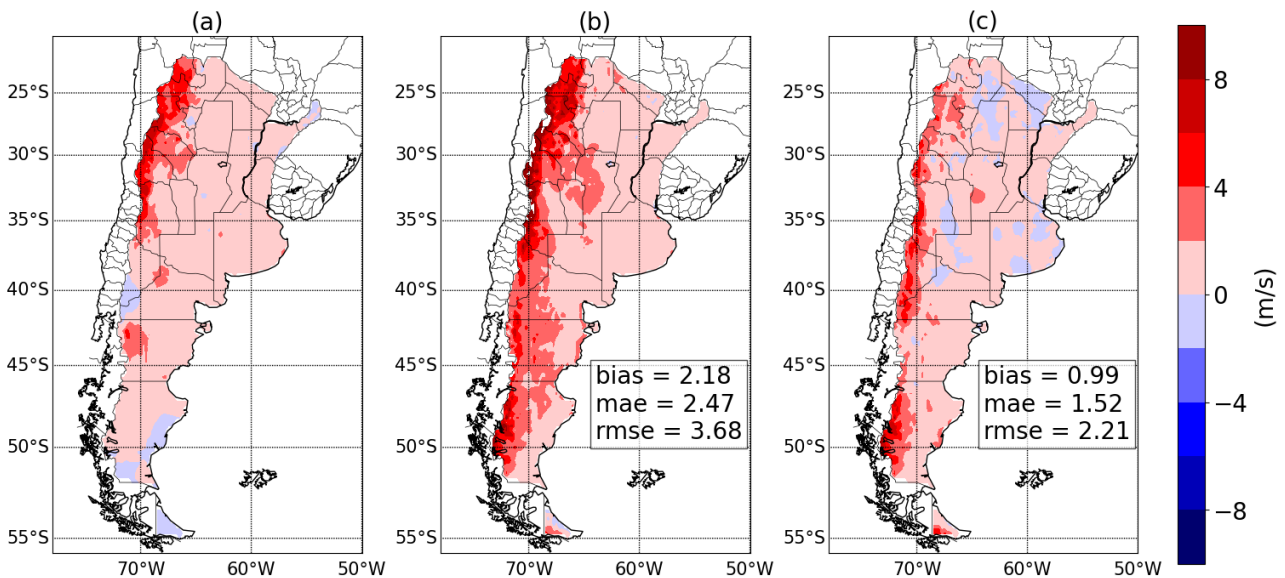 (a) (b) (c)
25°S 25°S 25°S 8
30°S 30°S 30°S 4
35°S 35°S 35°S
40°S 40°S 40°S 0 (m/s)
45°S 45°S 45°S
bias = 2.18 bias = 0.99
mae = 2.47 mae = 1.52 −4
rmse = 3.68 rmse = 2.21
50°S 50°S 50°S
55°S 55°S 55°S −8
70°W 60°W 50°W 70°W 60°W 50°W 70°W 60°W 50°W